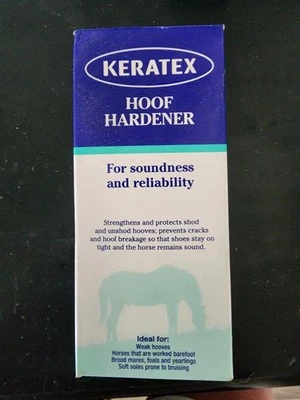 KERATEX
HOOF
HARDENER
For soundness
and reliability
Strengthens and protects shod
and unshod hooves; prevents cracks
and hoof breakage so that shoes stay on
tight and the horse remains sound.
Ideal for:
Weak hooves
Horses that are worked barefoot
Brood mares, foals and yearlings
Soft soles prone to bruising